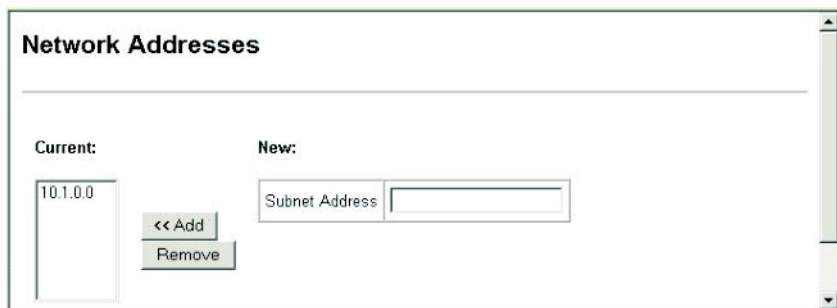 Network Addresses
Current:
New:
10.1.0.0
Subnet Address
<< Add
Remove